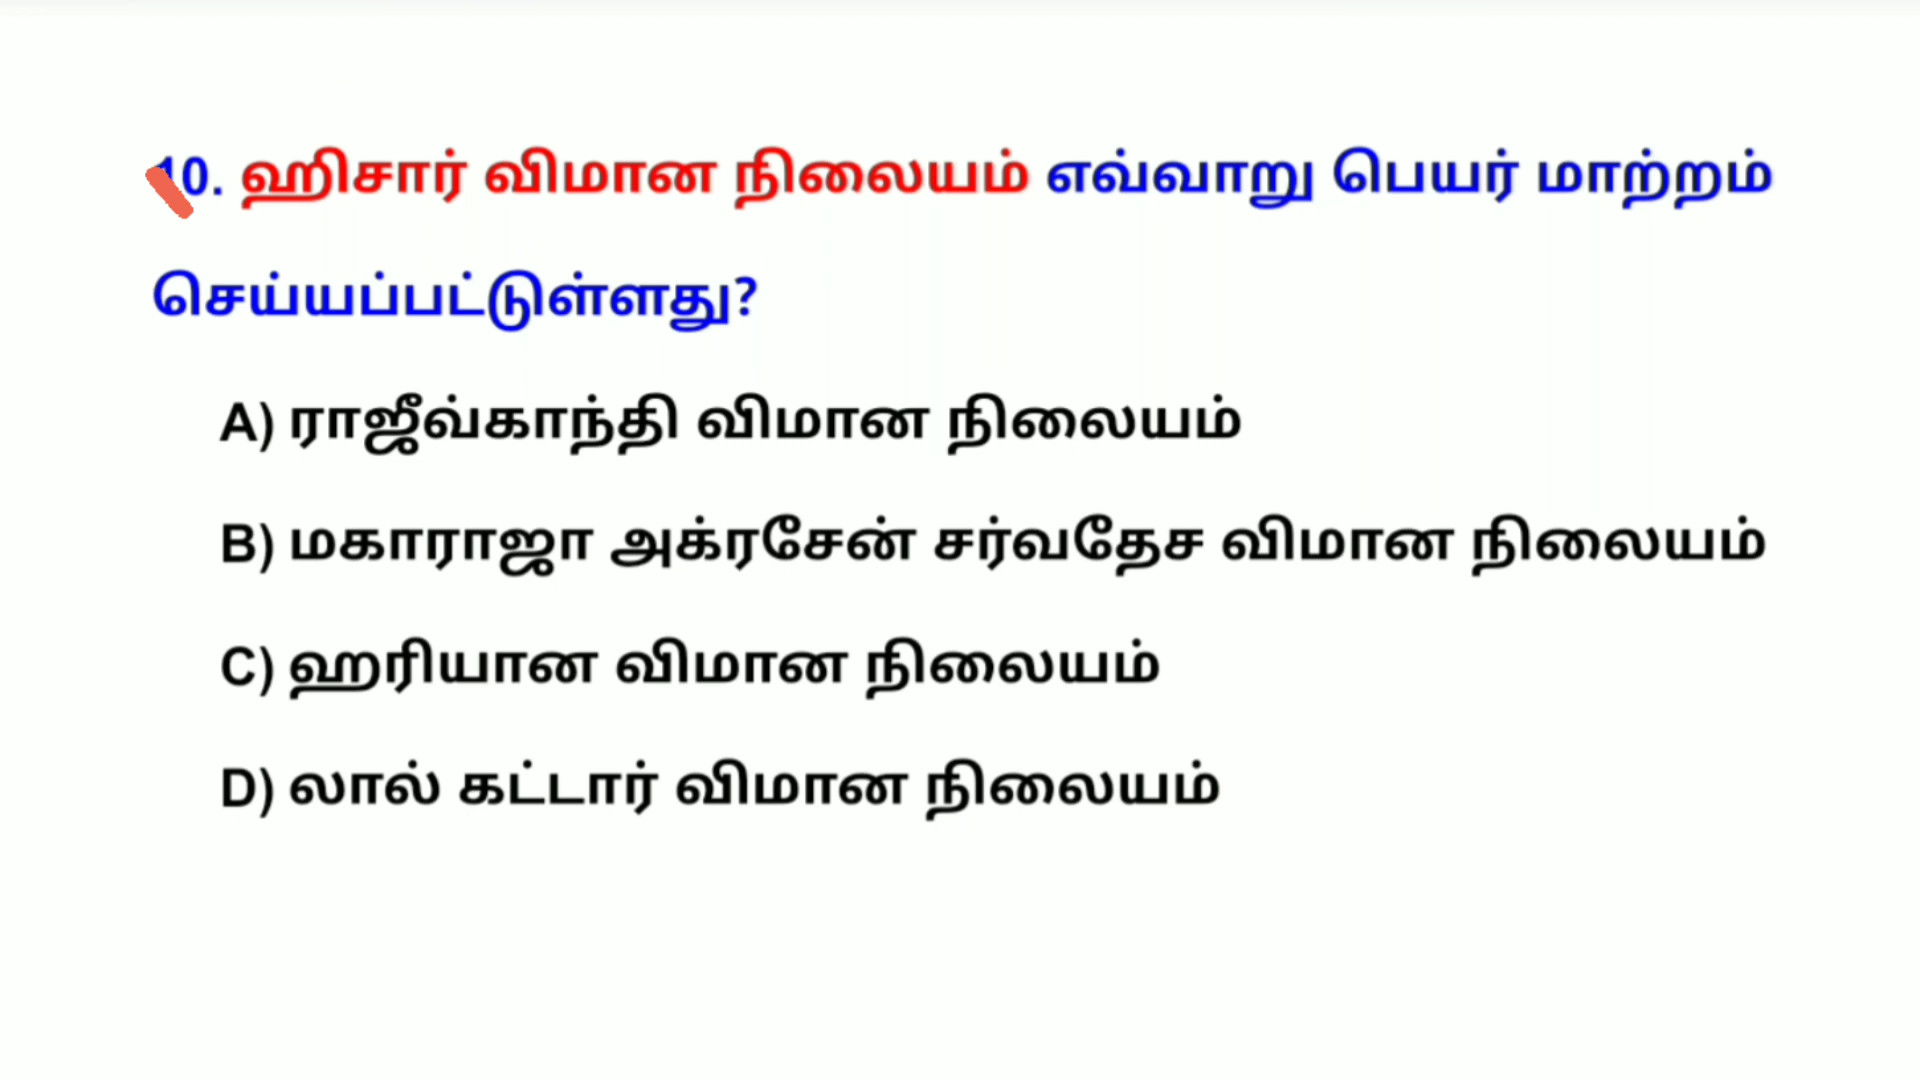 10. ஹிசார் விமான நிலையம் எவ்வாறு பெயர் மாற்றம்
செய்யப்பட்டுள்ளது?
A) ராஜீவ்காந்தி விமான நிலையம்
B) மகாராஜா அக்ரசேன் சர்வதேச விமான நிலையம்
C) ஹரியான விமான நிலையம்
D) லால் கட்டார் விமான நிலையம்